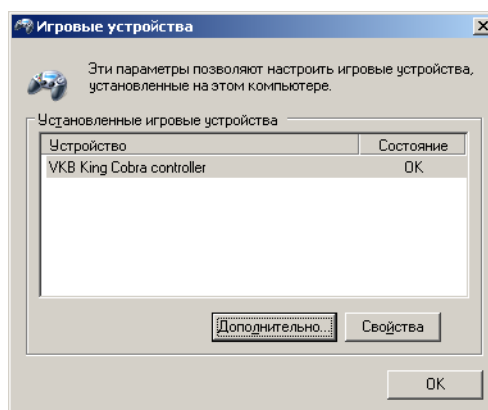 Игровые устройства
Эти параметры позволяют настроить игровые устройства,
установленные на этом компьютере.
Установленные игровые устройства
Устройство Состояние
VKB King Cobra controller OK
Дополнительно... Свойства
OK